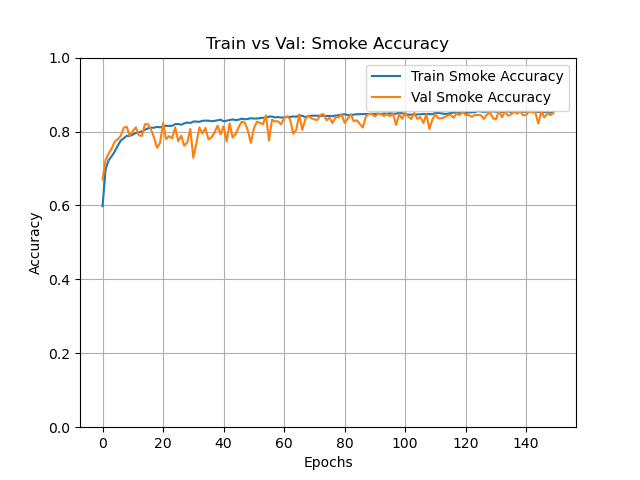 Train vs Val: Smoke Accuracy
Train Smoke Accuracy
Val Smoke Accuracy
1.0
0.8
0.6
0.4
0.2
0.0
Accuracy
0 20 40 60 80 100 120 140
Epochs